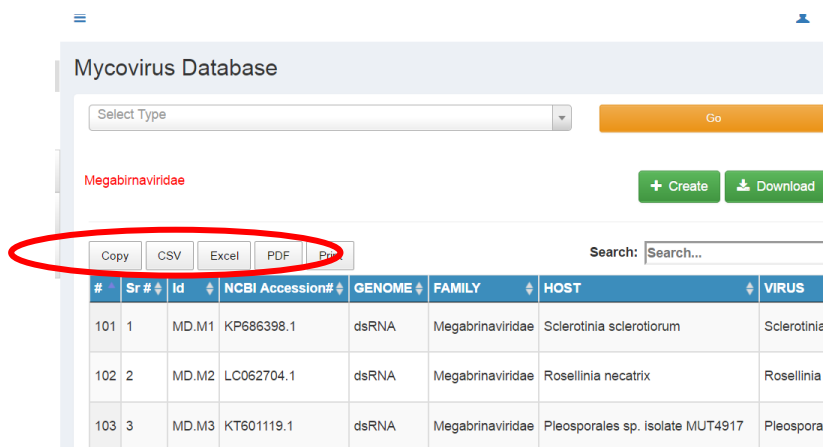 Mycovirus Database
Select Type
Go
Megabirnaviridae
Create Download
Copy CSV Excel PDF Print Search: Search...
# Sr # Id NCBI Accession# GENOME FAMILY HOST VIRUS
101 1 MD.M1 KP686398.1 dsRNA Megabrinaviridae Sclerotinia sclerotiorum Sclerotinia
102 2 MD.M2 LC062704.1 dsRNA Megabrinaviridae Rosellinia necatrix Rosellinia
103 3 MD.M3 KT601119.1 dsRNA Megabrinaviridae Pleosporales sp. isolate MUT4917 Pleospora